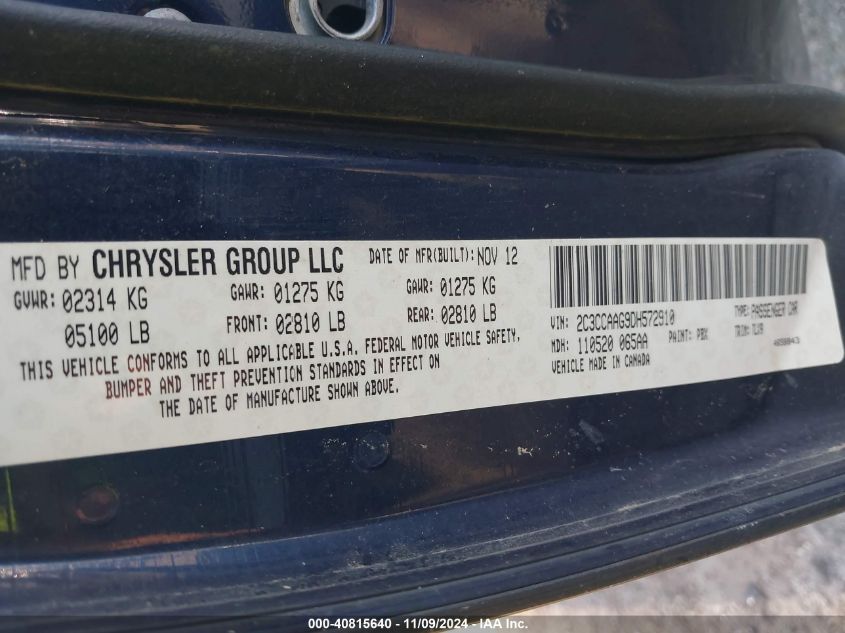 MFD BY CHRYSLER GROUP LLC
DATE OF MFR(BUILT): NOV 12
GVWR: 02314 KG
GAWR: 01275 KG
GAWR: 01275 KG
05100 LB
FRONT: 02810 LB
REAR: 02810 LB
THIS VEHICLE CONFORMS TO ALL APPLICABLE U.S.A. FEDERAL MOTOR VEHICLE SAFETY,
BUMPER AND THEFT PREVENTION STANDARDS IN EFFECT ON
THE DATE OF MANUFACTURE SHOWN ABOVE.
VIN: 2C3CCAAG9DH572910
TYPE: PASSENGER CAR
MDH: 110520 065AA
PAINT: PBX
TRIM:
VEHICLE MADE IN CANADA
000-40815640 - 11/09/2024 - IAA Inc.